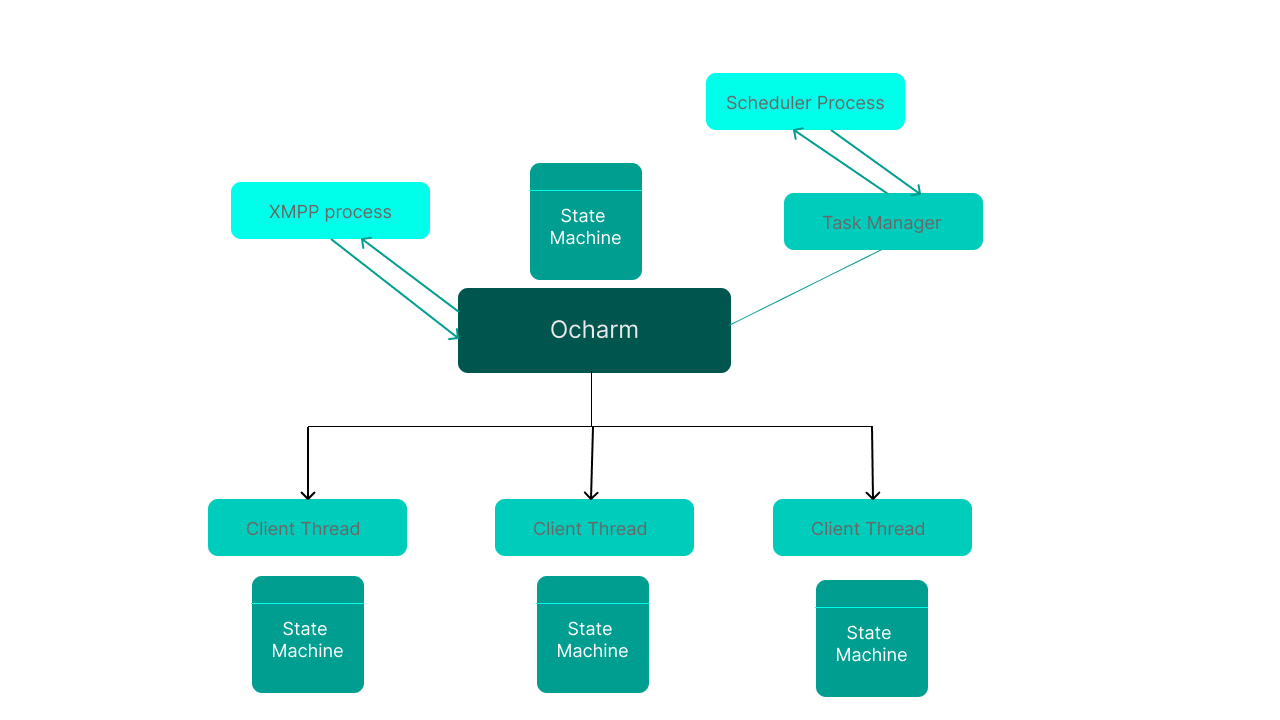 Scheduler Process
XMPP process
State
Machine
Task Manager
Ocharm
Client Thread
Client Thread
Client Thread
State
Machine
State
Machine
State
Machine